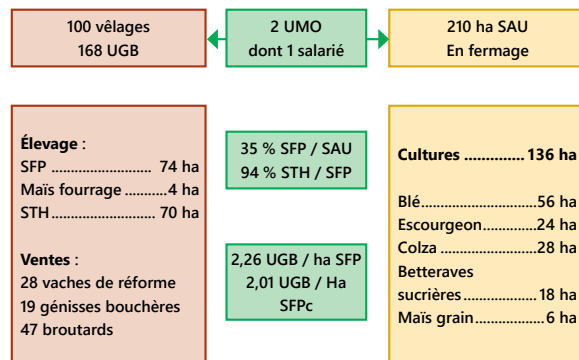 100 vêlages
168 UGB
2 UMO
dont 1 salarié
210 ha SAU
En fermage
Élevage :
SFP ........................... 74 ha
Maïs fourrage ...........4 ha
STH ........................... 70 ha
Ventes :
28 vaches de réforme
19 génisses bouchères
47 broutards
35 % SFP / SAU
94 % STH / SFP
2,26 UGB / ha SFP
2,01 UGB / Ha
SFPc
Cultures ............... 136 ha
Blé ................................... 56 ha
Escourgeon ................. 24 ha
Colza ............................. 28 ha
Betteraves
sucrières ...................... 18 ha
Maïs grain .................... 6 ha